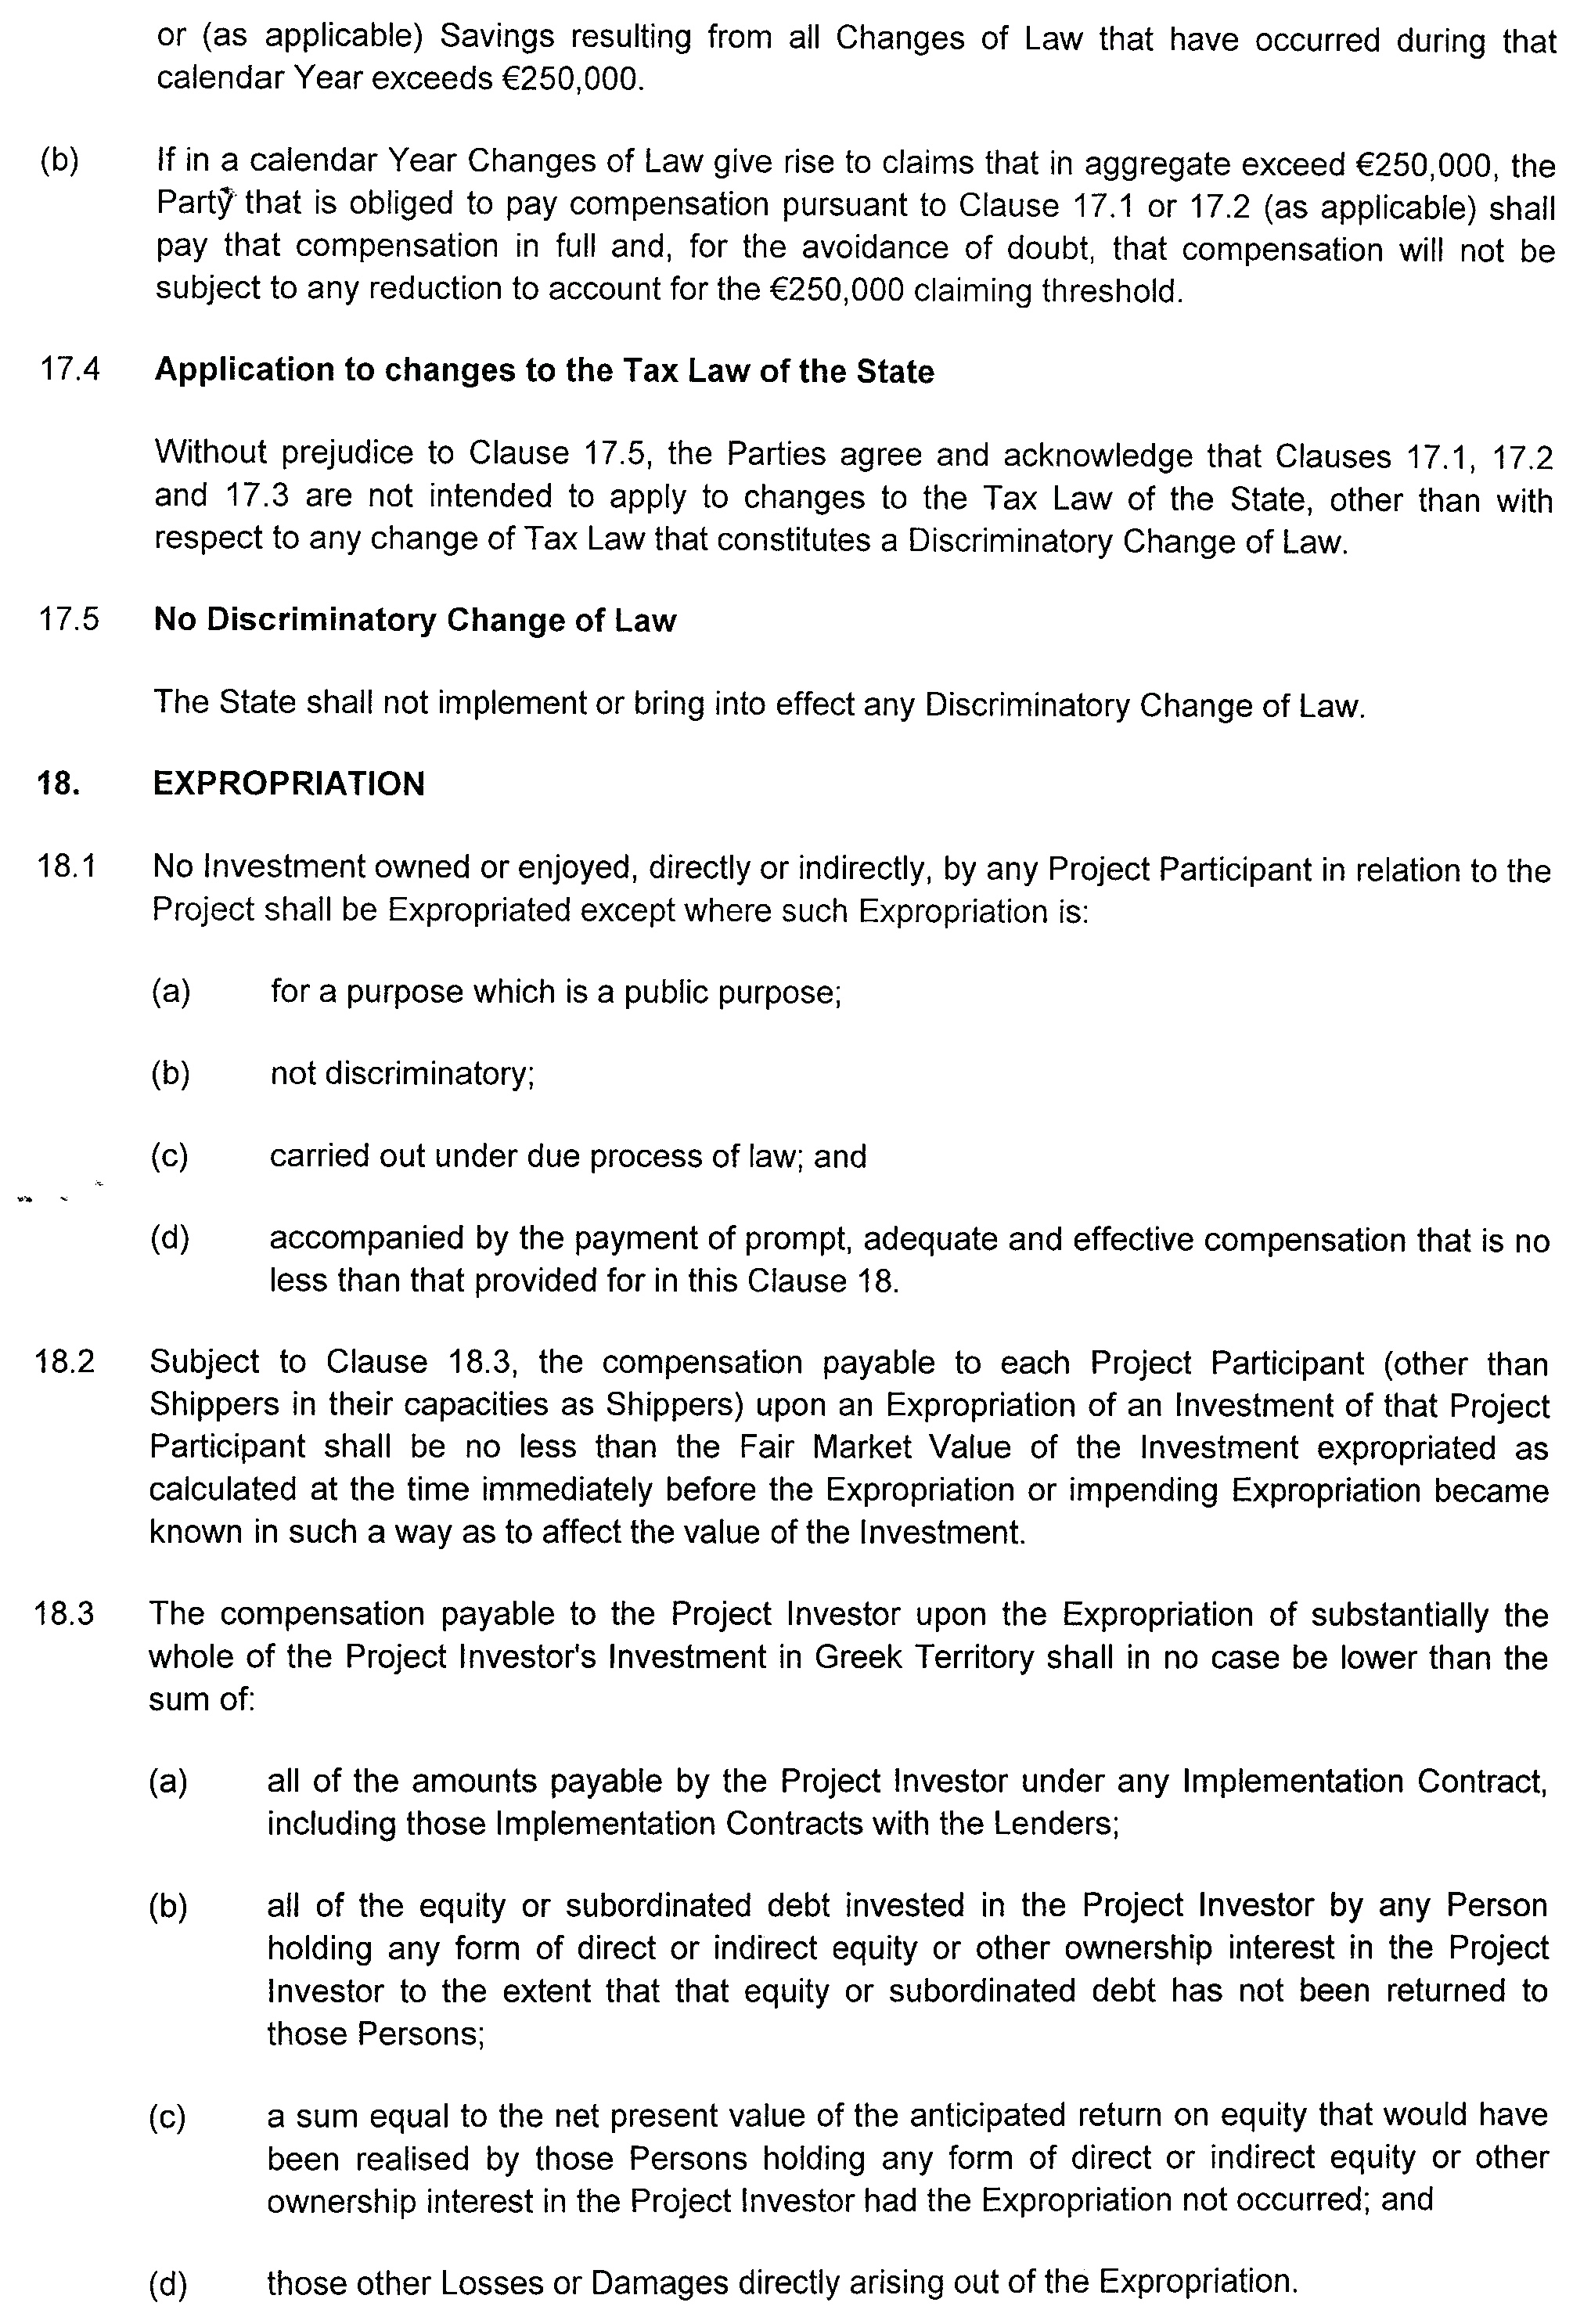 or (as applicable) Savings resulting from all Changes of Law that have occurred during that
calendar Year exceeds €250,000.
(b) If in a calendar Year Changes of Law give rise to claims that in aggregate exceed €250,000, the
Party that is obliged to pay compensation pursuant to Clause 17.1 or 17.2 (as applicable) shall
pay that compensation in full and, for the avoidance of doubt, that compensation will not be
subject to any reduction to account for the €250,000 claiming threshold.
17.4 Application to changes to the Tax Law of the State
Without prejudice to Clause 17.5, the Parties agree and acknowledge that Clauses 17.1, 17.2
and 17.3 are not intended to apply to changes to the Tax Law of the State, other than with
respect to any change of Tax Law that constitutes a Discriminatory Change of Law.
17.5 No Discriminatory Change of Law
The State shall not implement or bring into effect any Discriminatory Change of Law.
18. EXPROPRIATION
18.1 No Investment owned or enjoyed, directly or indirectly, by any Project Participant in relation to the
Project shall be Expropriated except where such Expropriation is:
(a) for a purpose which is a public purpose;
(b) not discriminatory;
(c) carried out under due process of law; and
(d) accompanied by the payment of prompt, adequate and effective compensation that is no
less than that provided for in this Clause 18.
18.2 Subject to Clause 18.3, the compensation payable to each Project Participant (other than
Shippers in their capacities as Shippers) upon an Expropriation of an Investment of that Project
Participant shall be no less than the Fair Market Value of the Investment expropriated as
calculated at the time immediately before the Expropriation or impending Expropriation became
known in such a way as to affect the value of the Investment.
18.3 The compensation payable to the Project Investor upon the Expropriation of substantially the
whole of the Project Investor's Investment in Greek Territory shall in no case be lower than the
sum of:
(a) all of the amounts payable by the Project Investor under any Implementation Contract,
including those Implementation Contracts with the Lenders;
(b) all of the equity or subordinated debt invested in the Project Investor by any Person
holding any form of direct or indirect equity or other ownership interest in the Project
Investor to the extent that that equity or subordinated debt has not been returned to
those Persons;
(c) a sum equal to the net present value of the anticipated return on equity that would have
been realised by those Persons holding any form of direct or indirect equity or other
ownership interest in the Project Investor had the Expropriation not occurred; and
(d) those other Losses or Damages directly arising out of the Expropriation.